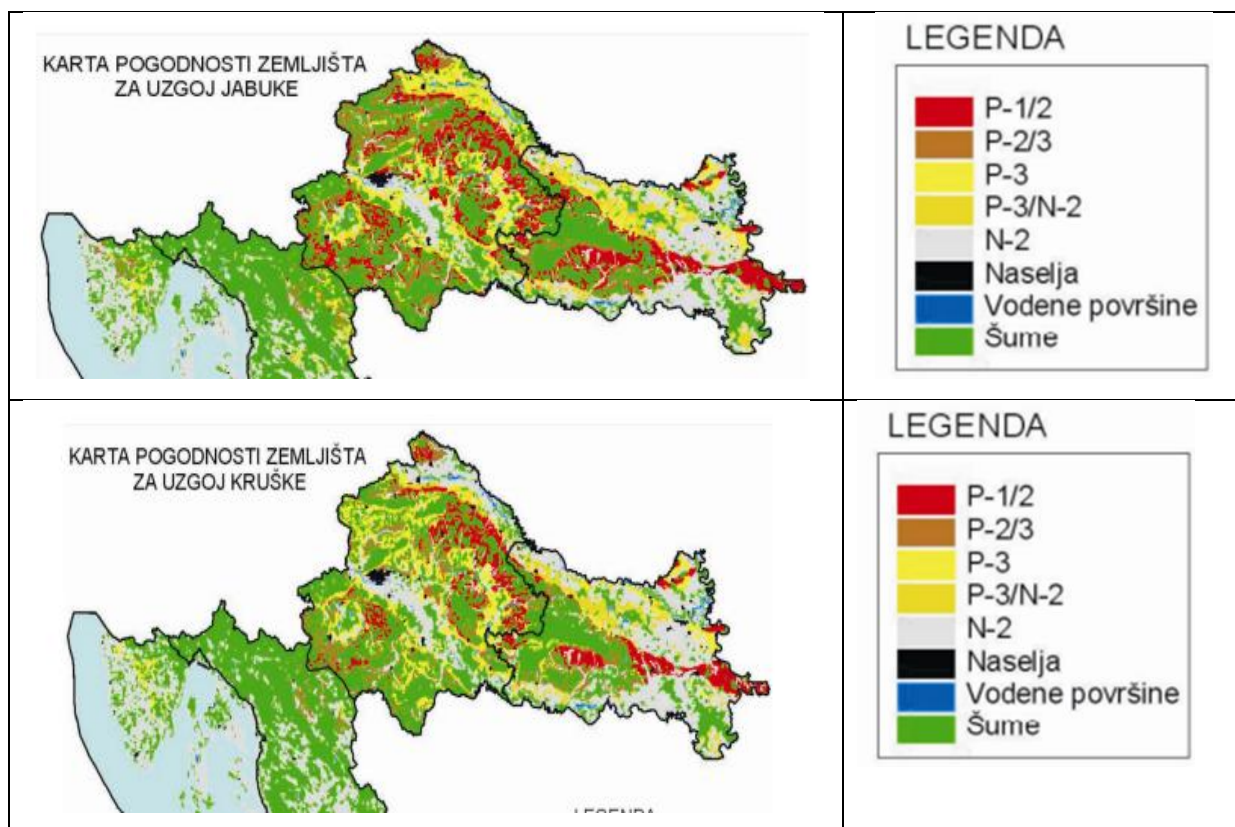 KARTA POGODNOSTI ZEMLJIŠTA
ZA UZGOJ JABUKE
LEGENDA
P-1/2
P-2/3
P-3
P-3/N-2
N-2
Naselja
Vodene površine
Šume
KARTA POGODNOSTI ZEMLJIŠTA
ZA UZGOJ KRUŠKE
LEGENDA
LEGENDA
P-1/2
P-2/3
P-3
P-3/N-2
N-2
Naselja
Vodene površine
Šume